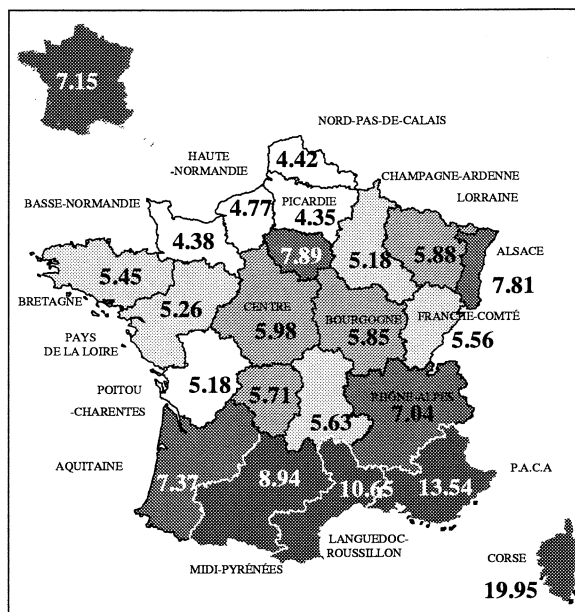 7.15
NORD-PAS-DE-CALAIS
4.42
HAUTE
-NORMANDIE
CHAMPAGNE-ARDENNE
PICARDIE
LORRAINE
BASSE-NORMANDIE
4.77
4.35
4.38
7.89
5.18
5.88
ALSACE
7.81
5.45
BRETAGNE
5.26
CENTRE
5.98
BOURGOGNE
5.85
FRANCHE-COMTÉ
5.56
PAYS
DE LA LOIRE
POITOU
-CHARENTES
5.18
5.71
5.63
RHÔNE-ALPES
7.04
AQUITAINE
7.37
8.94
10.65
13.54
P.A.C.A
LANGUEDOC-
ROUSSILLON
MIDI-PYRÉNÉES
CORSE
19.95